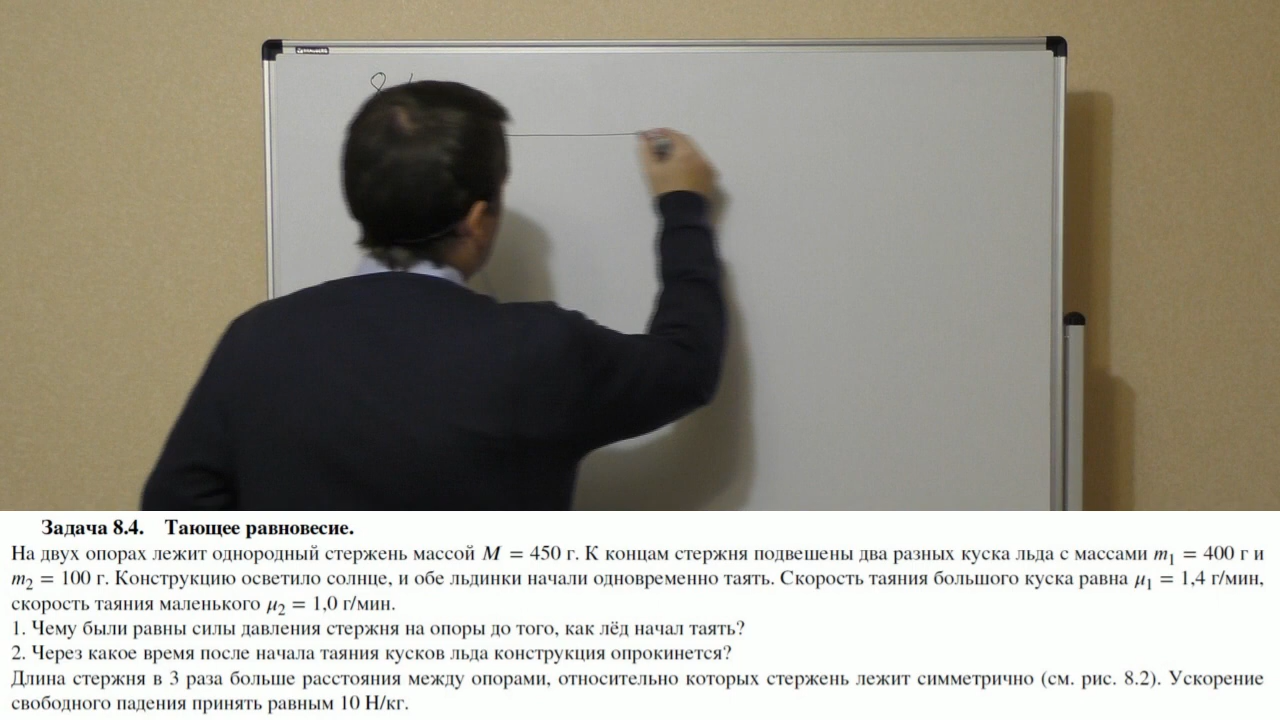 8.
Задача 8.4. Тающее равновесие.
На двух опорах лежит однородный стержень массой M = 450 г. К концам стержня подвешены два разных куска льда с массами m₁ = 400 г и
m₂ = 100 г. Конструкцию осветило солнце, и обе льдинки начали одновременно таять. Скорость таяния большого куска равна μ₁ = 1,4 г/мин,
скорость таяния маленького μ₂ = 1,0 г/мин.
1. Чему были равны силы давления стержня на опоры до того, как лёд начал таять?
2. Через какое время после начала таяния кусков льда конструкция опрокинется?
Длина стержня в 3 раза больше расстояния между опорами, относительно которых стержень лежит симметрично (см. рис. 8.2). Ускорение
свободного падения принять равным 10 Н/кг.